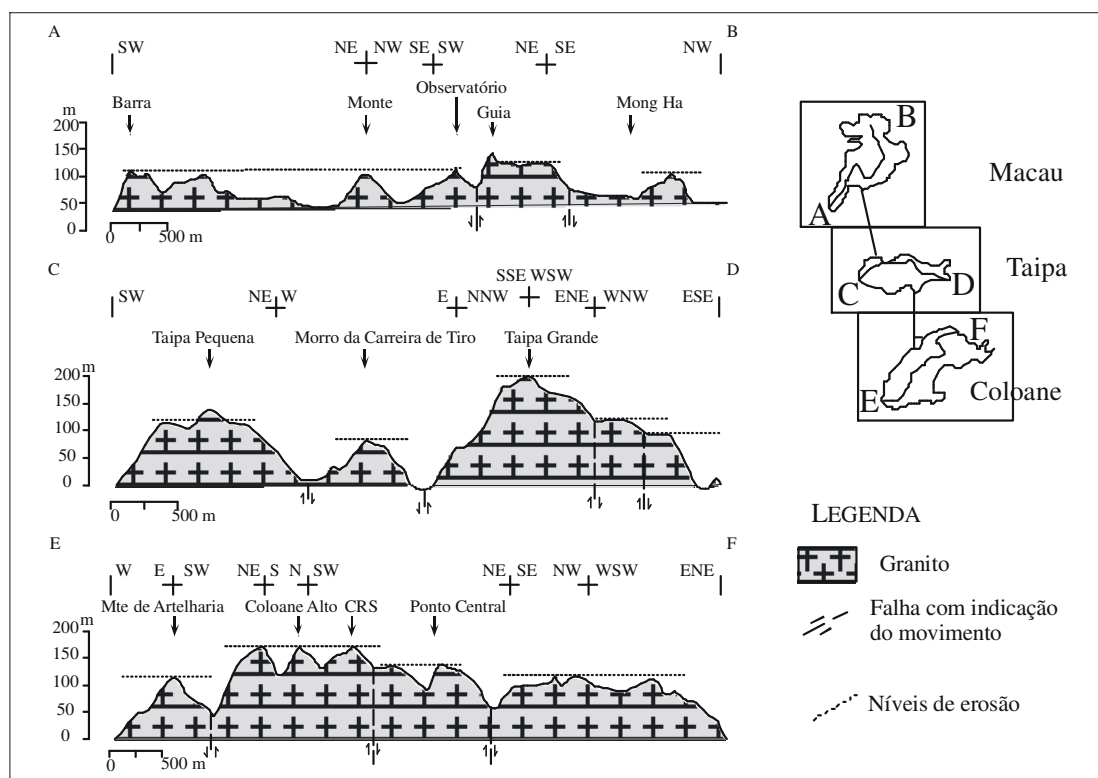 A
B
SW
NE NW SE SW
NE SE
NW
Observatório
Barra
Monte
Guia
Mong Ha
m
200
150
100
50
0
0 500 m
C
D
SSE WSW
SW
NE W
E NNW
ENE WNW
ESE
Taipa Pequena
Morro da Carreira de Tiro
Taipa Grande
m
200
150
100
50
0
0 500 m
E
F
W
E SW
NE S
N SW
NE SE
NW WSW
ENE
Mte de Artelharia
Coloane Alto
CRS
Ponto Central
m
200
150
100
50
0
0 500 m
B
A
Macau
C
D
Taipa
F
E
Coloane
LEGENDA
Granito
Falha com indicação
do movimento
Níveis de erosão